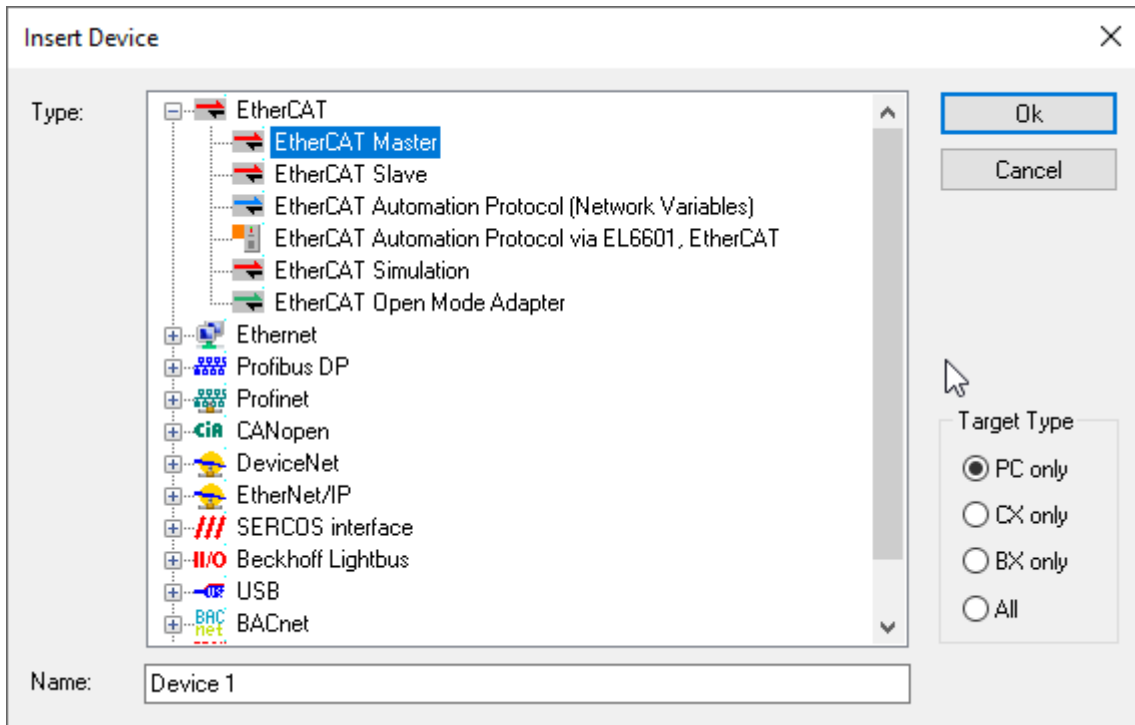 Insert Device
Type:
EtherCAT
EtherCAT Master
EtherCAT Slave
EtherCAT Automation Protocol (Network Variables)
EtherCAT Automation Protocol via EL6601, EtherCAT
EtherCAT Simulation
EtherCAT Open Mode Adapter
Ethernet
Profibus DP
Profinet
CiA CANopen
DeviceNet
EtherNet/IP
SERCOS interface
II/O Beckhoff Lightbus
USB
BAC
net BACnet
Ok
Cancel
Target Type
PC only
CX only
BX only
All
Name:
Device 1